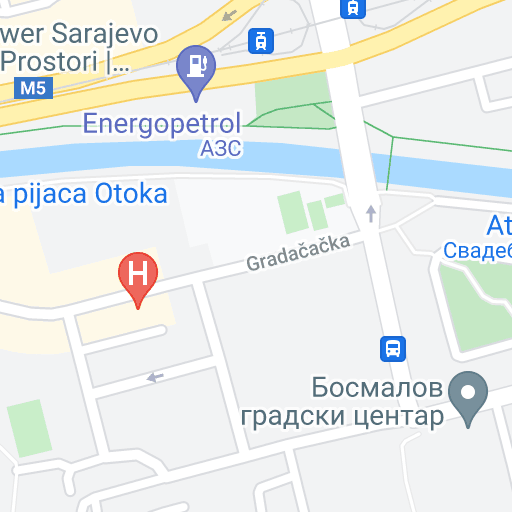 wer Sarajevo
Prostori |...
M5
Energopetrol
АЗС
a pijaca Otoka
Gradačačka
At
Свадеб
H
Босмалов
градски центар